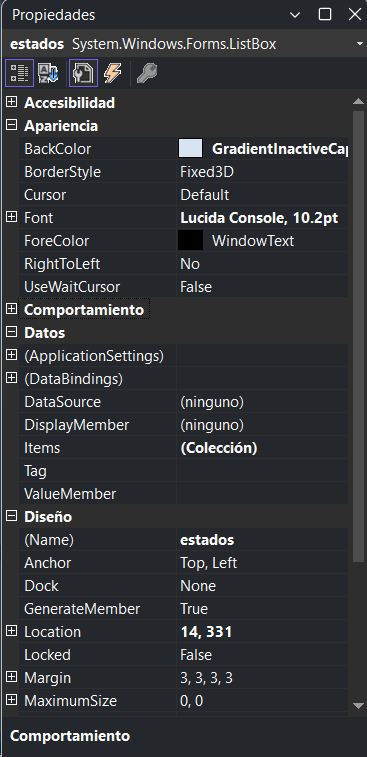 Propiedades
estados System.Windows.Forms.ListBox
Accesibilidad
Apariencia
BackColor GradientInactiveCap
BorderStyle Fixed3D
Cursor Default
Font Lucida Console, 10.2pt
ForeColor WindowText
RightToLeft No
UseWaitCursor False
Comportamiento
Datos
(ApplicationSettings)
(DataBindings)
DataSource (ninguno)
DisplayMember (ninguno)
Items (Colección)
Tag
ValueMember
Diseño
(Name) estados
Anchor Top, Left
Dock None
GenerateMember True
Location 14, 331
Locked False
Margin 3, 3, 3, 3
MaximumSize 0, 0
Comportamiento